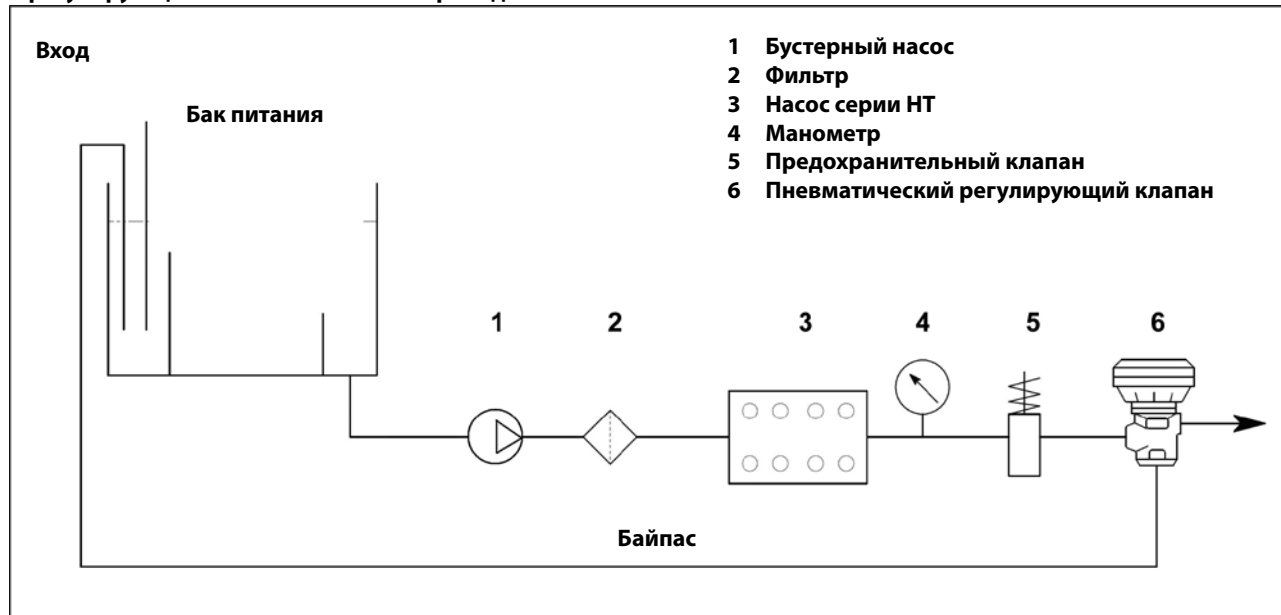 Вход
Бак питания
1 Бустерный насос
2 Фильтр
3 Насос серии HT
4 Манометр
5 Предохранительный клапан
6 Пневматический регулирующий клапан
1 2 3 4 5 6
Байпас